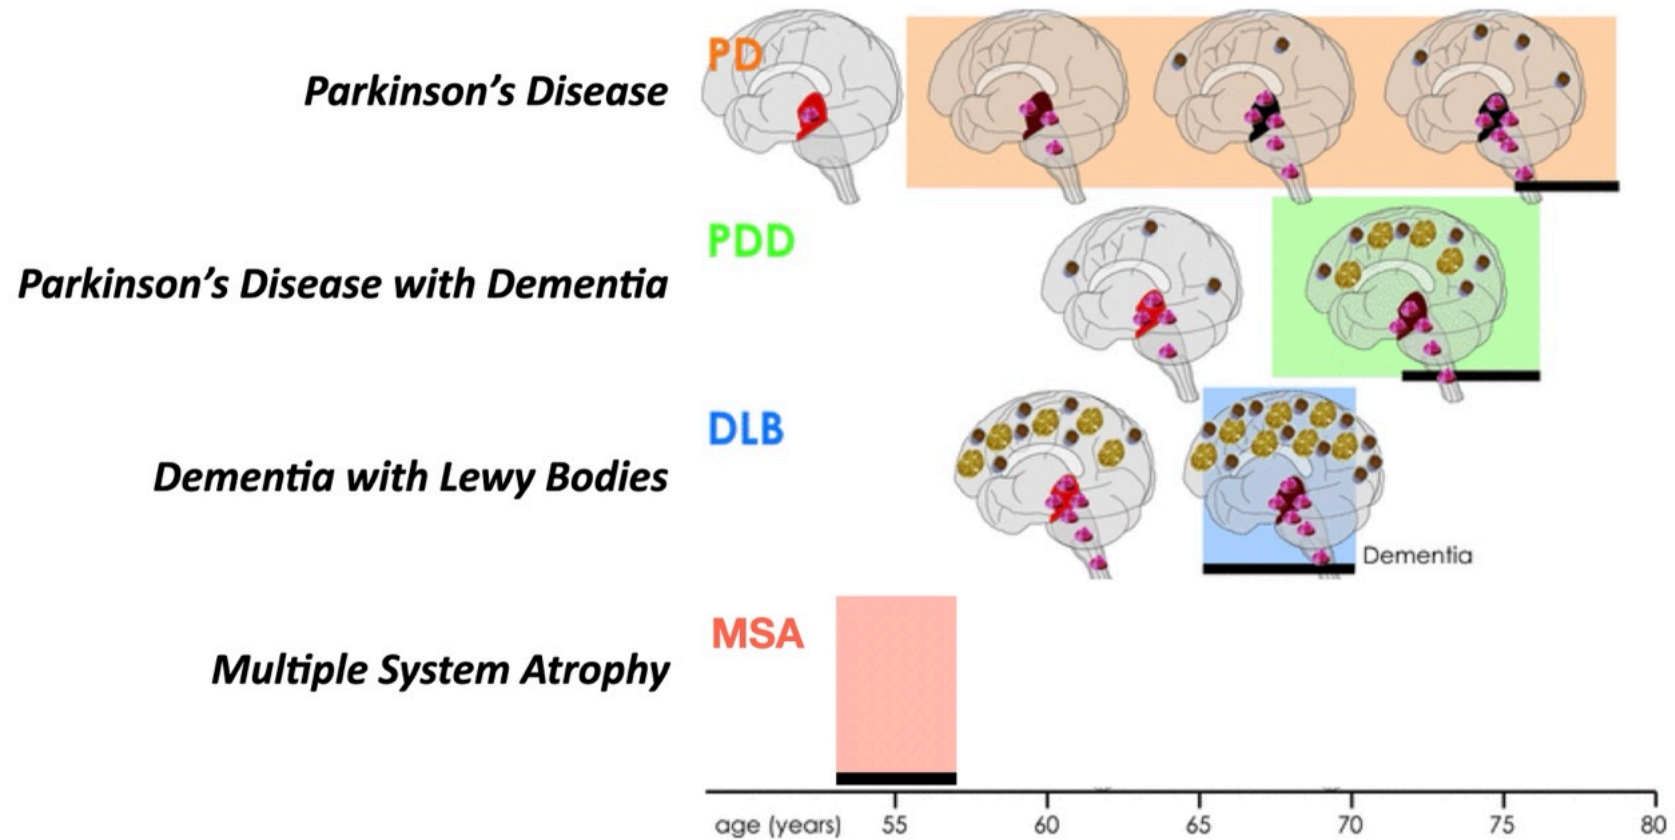 Parkinson's Disease
PD
Parkinson's Disease with Dementia
PDD
Dementia with Lewy Bodies
DLB
Dementia
Multiple System Atrophy
MSA
age (years) 55 60 65 70 75 80